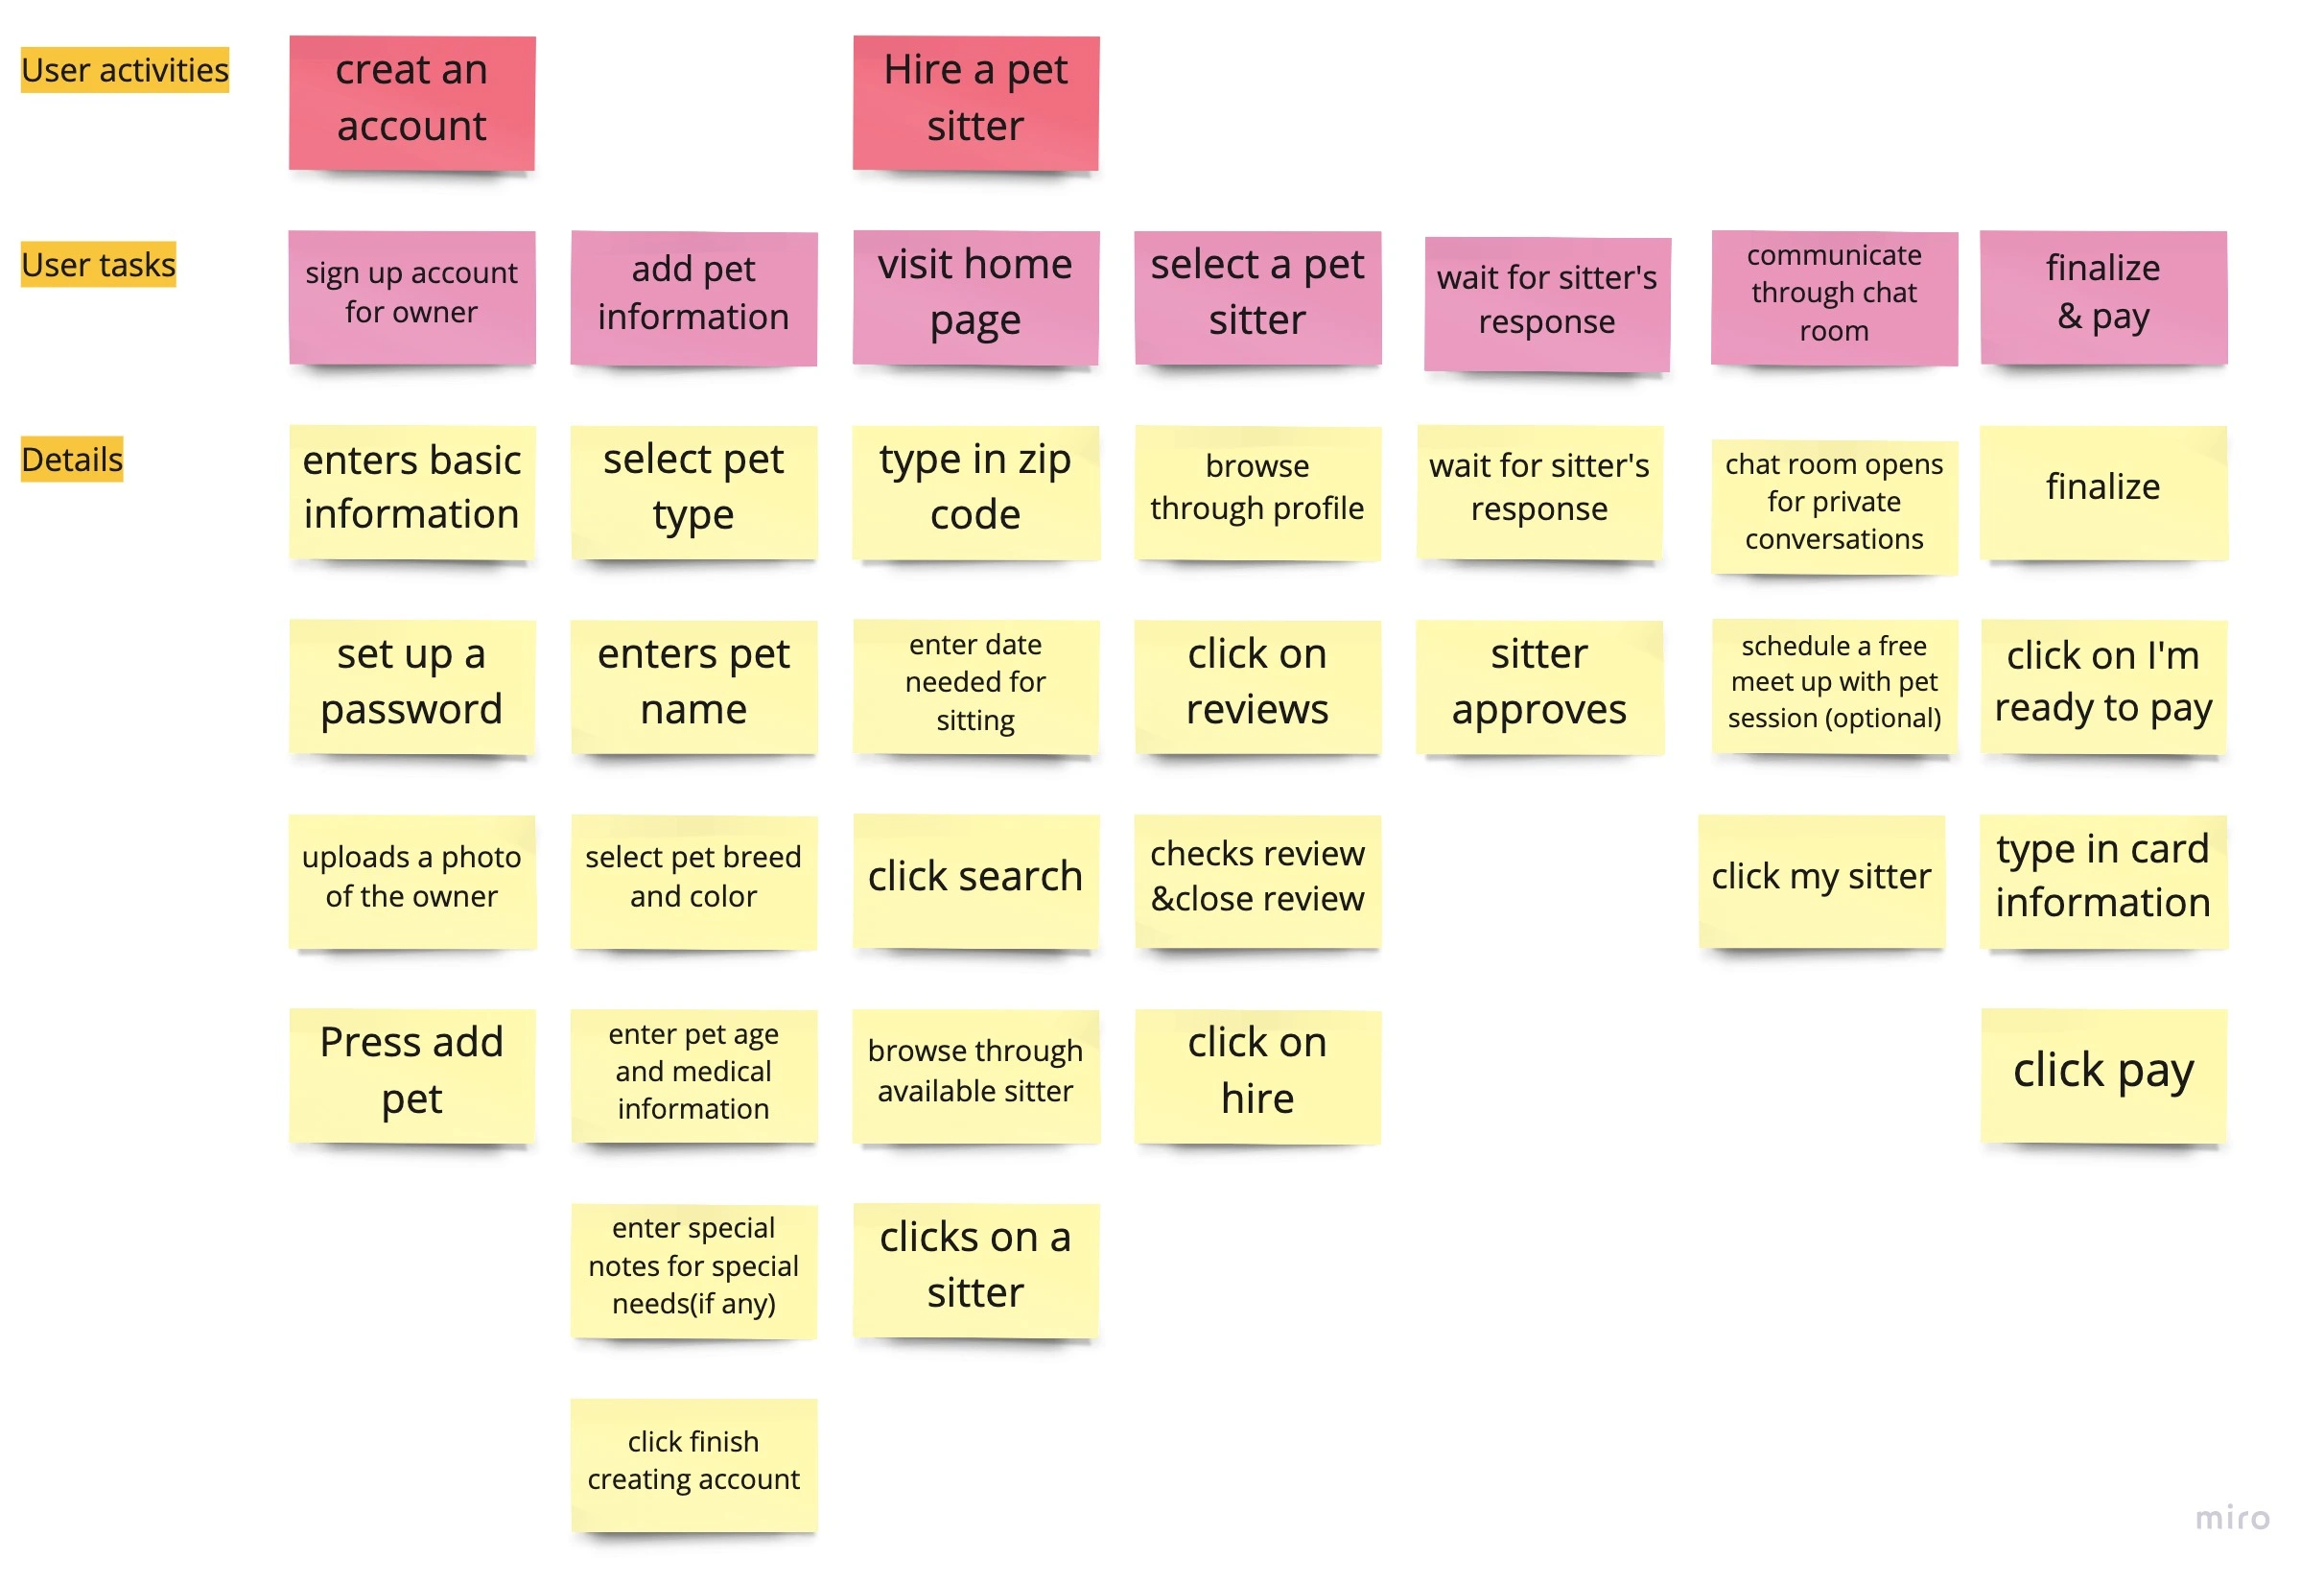 User activities
creat an
account
Hire a pet
sitter
User tasks
sign up account
for owner
add pet
information
visit home
page
select a pet
sitter
wait for sitter's
response
communicate
through chat
room
finalize
& pay
Details
enters basic
information
select pet
type
type in zip
code
browse
through profile
wait for sitter's
response
chat room opens
for private
conversations
finalize
set up a
password
enters pet
name
enter date
needed for
sitting
click on
reviews
sitter
approves
schedule a free
meet up with pet
session (optional)
click on I'm
ready to pay
uploads a photo
of the owner
select pet breed
and color
click search
checks review
&close review
click my sitter
type in card
information
Press add
pet
enter pet age
and medical
information
browse through
available sitter
click on
hire
click pay
enter special
notes for special
needs(if any)
clicks on a
sitter
click finish
creating account
miro